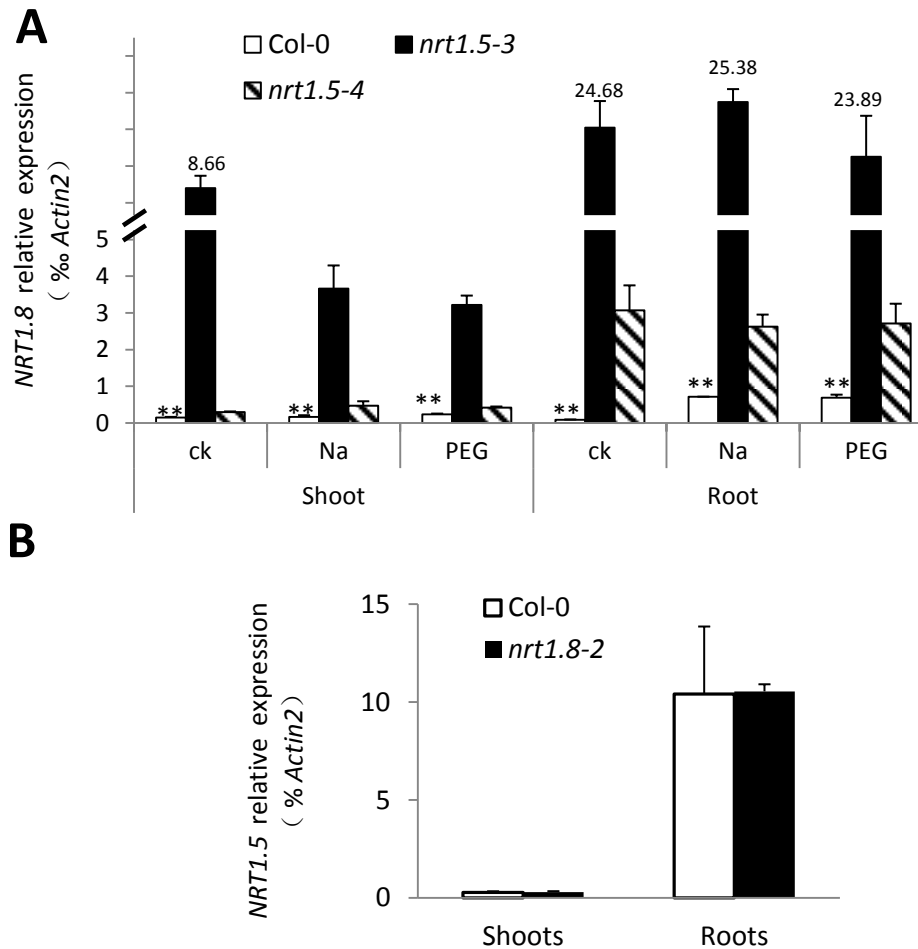 A
Col-0 nrt1.5-3
nrt1.5-4
NRT1.8 relative expression
( ‰ Actin2 )
8.66
24.68
25.38
23.89
5
4
3
2
1
0
** ** ** ** ** **
ck Na PEG ck Na PEG
Shoot Root
B
NRT1.5 relative expression
( % Actin2 )
Col-0
nrt1.8-2
15
10
5
0
Shoots Roots